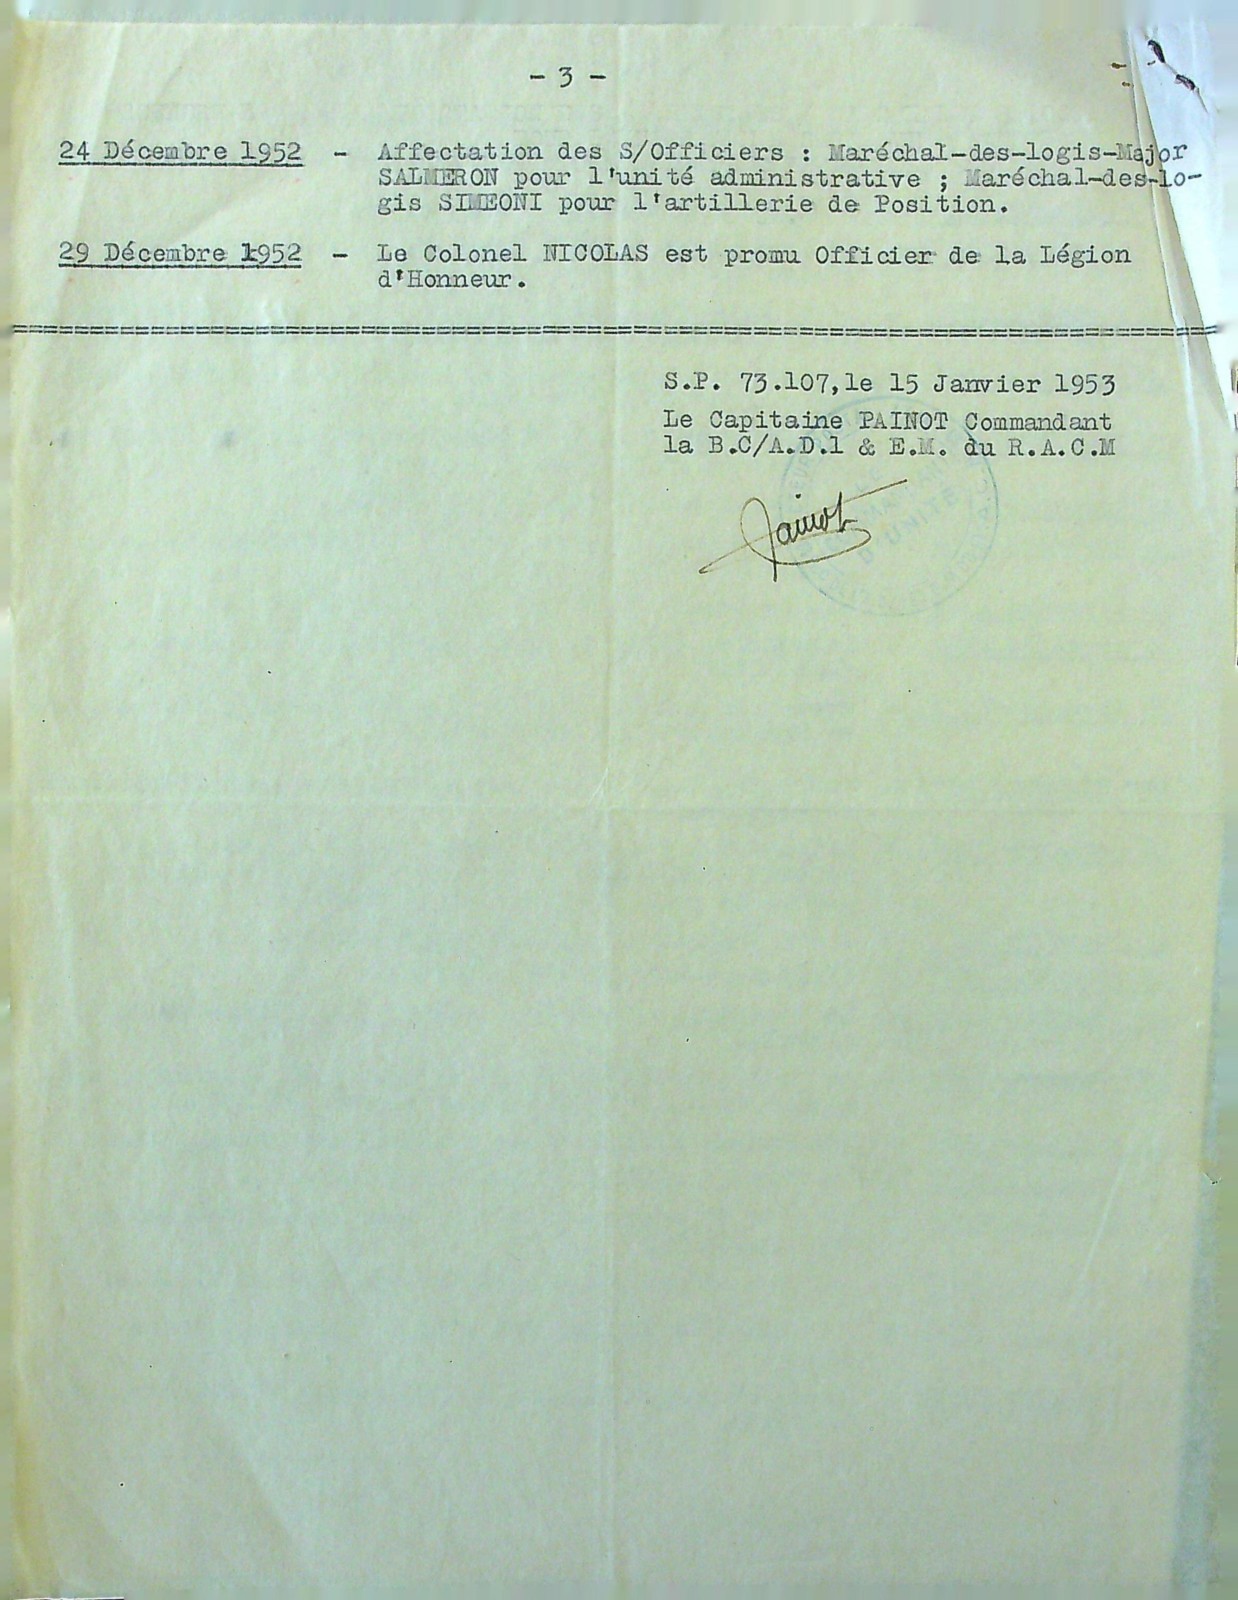 - 3 -
24 Décembre 1952 - Affectation des S/Officiers : Maréchal-des-logis-Major
SALMERON pour l'unité administrative ; Maréchal-des-lo-
gis SIMEONI pour l'artillerie de Position.
29 Décembre 1952 - Le Colonel NICOLAS est promu Officier de la Légion
d'Honneur.
S.P. 73.107, le 15 Janvier 1953
Le Capitaine PAINOT Commandant
la B.C/A.D.1 & E.M. du R.A.C.M
Painot
D'UNITE